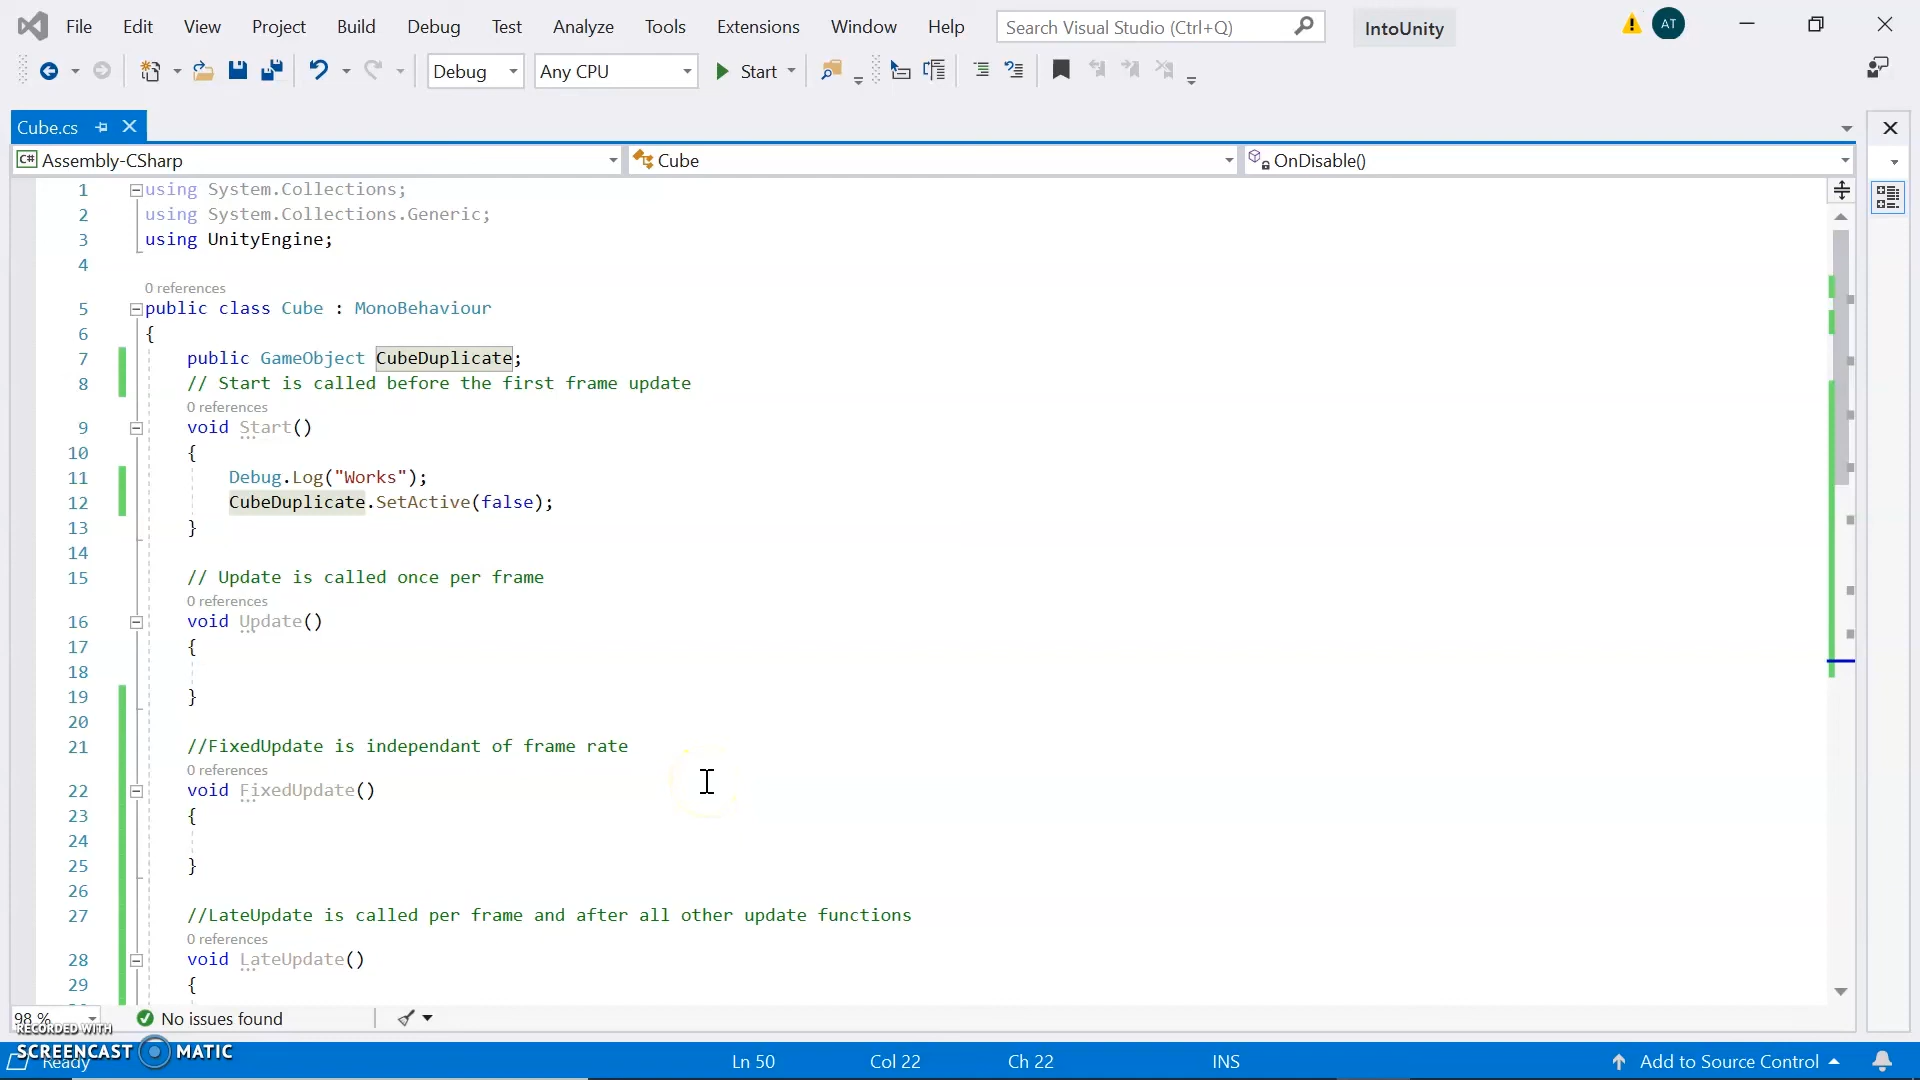 File Edit View Project Build Debug Test Analyze Tools Extensions Window Help Search Visual Studio (Ctrl+Q) IntoUnity AT
Debug Any CPU Start
Cube.cs
C# Assembly-CSharp Cube OnDisable()
1 using System.Collections;
2 using System.Collections.Generic;
3 using UnityEngine;
4
0 references
5 public class Cube : MonoBehaviour
6 {
7 public GameObject CubeDuplicate;
8 // Start is called before the first frame update
0 references
9 void Start()
10 {
11 Debug.Log("Works");
12 CubeDuplicate.SetActive(false);
13 }
14
15 // Update is called once per frame
0 references
16 void Update()
17 {
18
19 }
20
21 //FixedUpdate is independant of frame rate
0 references
22 void FixedUpdate()
23 {
24
25 }
26
27 //LateUpdate is called per frame and after all other update functions
0 references
28 void LateUpdate()
29 {
98 % No issues found
RECORDED WITH
SCREENCAST MATIC
Ready Ln 50 Col 22 Ch 22 INS Add to Source Control